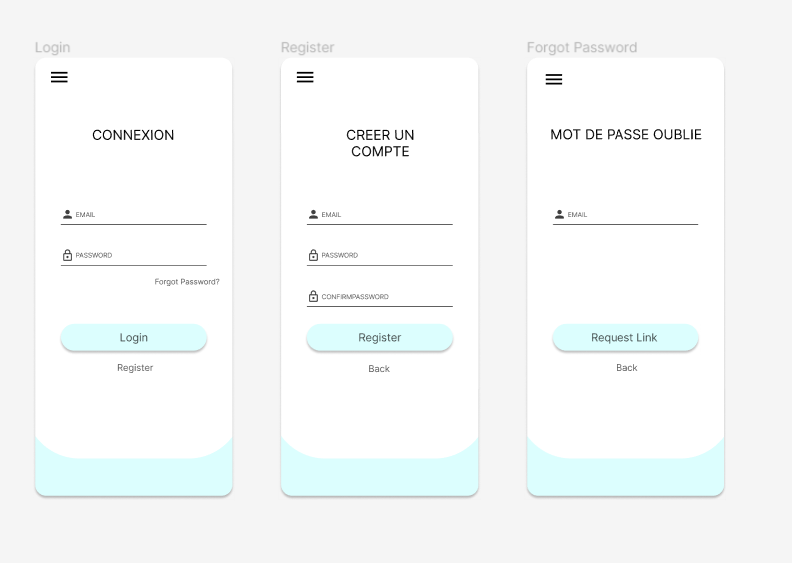 Login
CONNEXION
EMAIL
PASSWORD
Forgot Password?
Login
Register
Register
CREER UN
COMPTE
EMAIL
PASSWORD
CONFIRMPASSWORD
Register
Back
Forgot Password
MOT DE PASSE OUBLIE
EMAIL
Request Link
Back